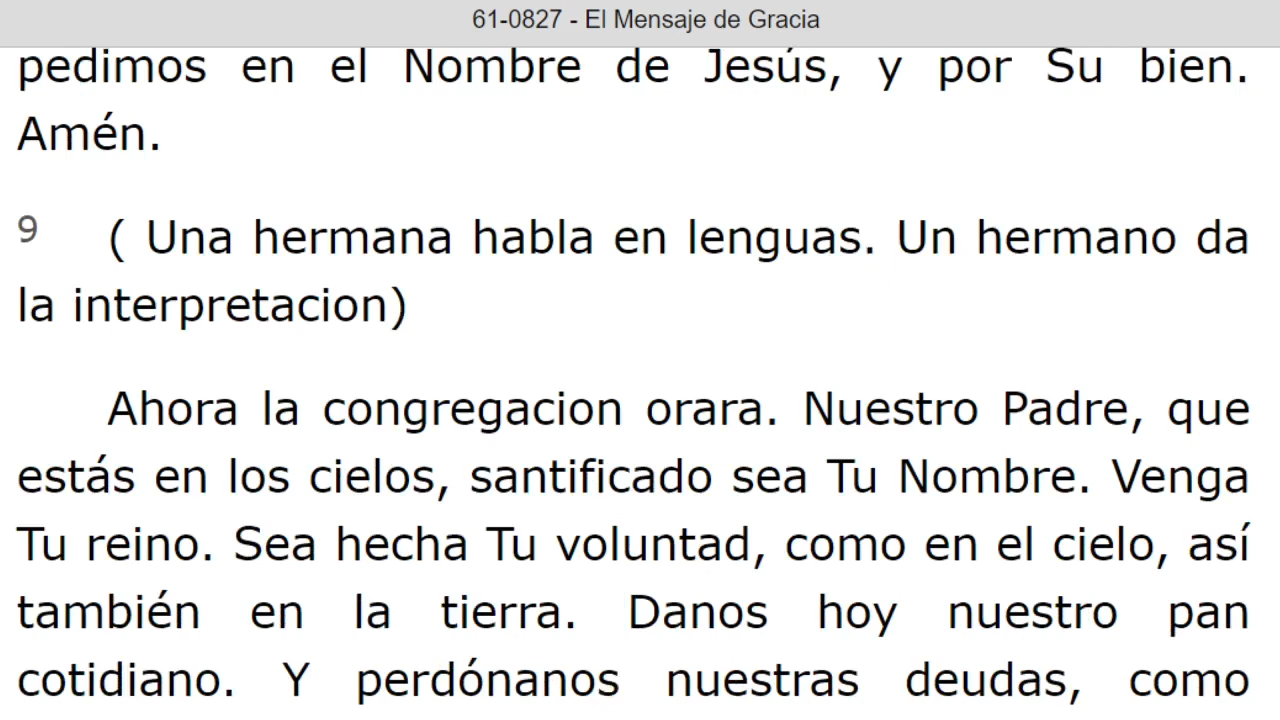 61-0827 - El Mensaje de Gracia
pedimos en el Nombre de Jesús, y por Su bien.
Amén.
9 ( Una hermana habla en lenguas. Un hermano da
la interpretacion)
Ahora la congregacion orara. Nuestro Padre, que
estás en los cielos, santificado sea Tu Nombre. Venga
Tu reino. Sea hecha Tu voluntad, como en el cielo, así
también en la tierra. Danos hoy nuestro pan
cotidiano. Y perdónanos nuestras deudas, como